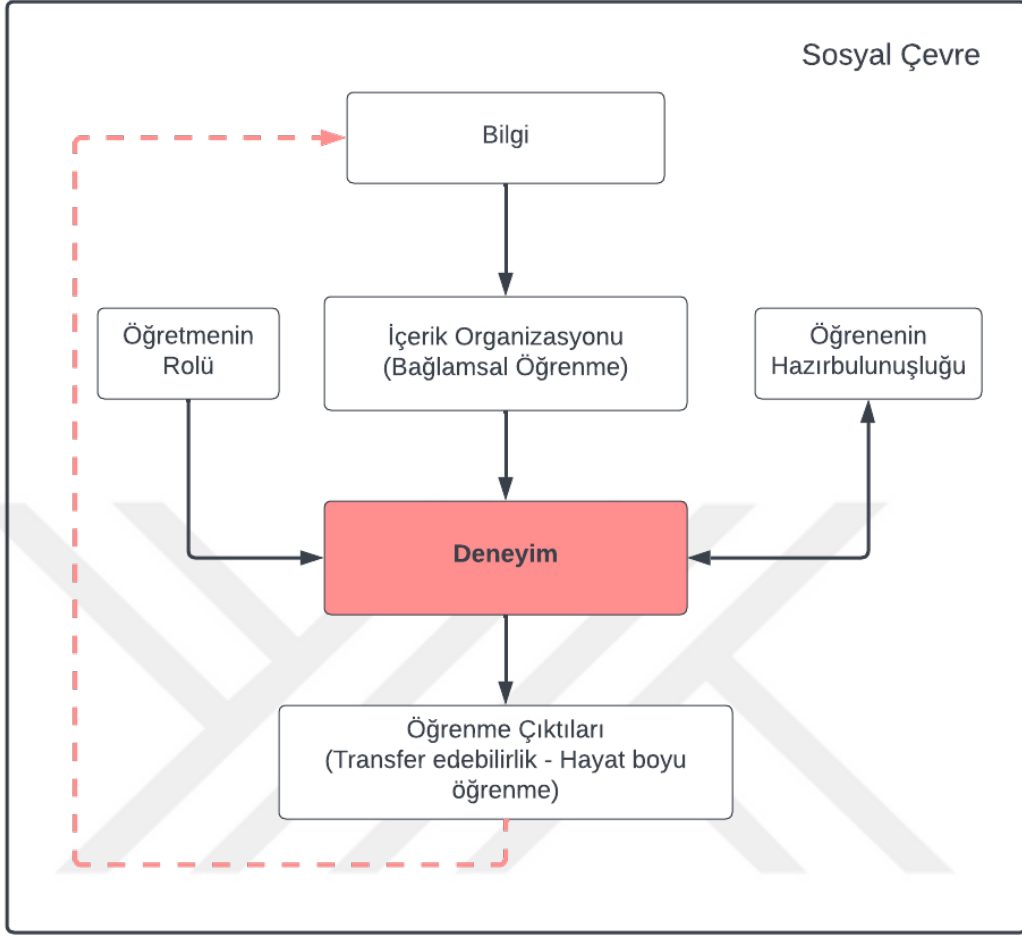 Sosyal Çevre
Bilgi
Öğretmenin
Rolü
İçerik Organizasyonu
(Bağlamsal Öğrenme)
Öğrenenin
Hazırbulunuşluğu
Deneyim
Öğrenme Çıktıları
(Transfer edebilirlik - Hayat boyu
öğrenme)